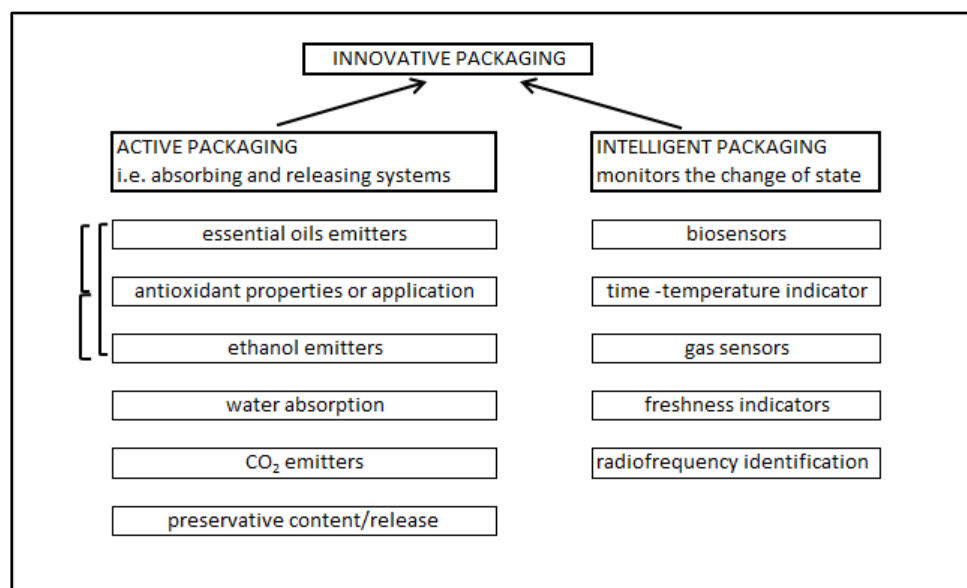 INNOVATIVE PACKAGING
ACTIVE PACKAGING
i.e. absorbing and releasing systems
essential oils emitters
antioxidant properties or application
ethanol emitters
water absorption
CO₂ emitters
preservative content/release
INTELLIGENT PACKAGING
monitors the change of state
biosensors
time -temperature indicator
gas sensors
freshness indicators
radiofrequency identification